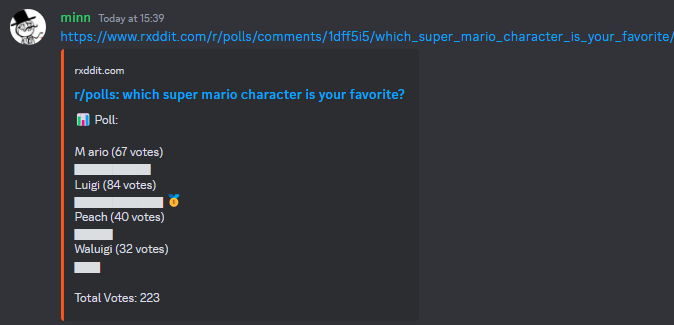 minn Today at 15:39
https://www.rxddit.com/r/polls/comments/1dff5i5/which_super_mario_character_is_your_favorite/
rxddit.com
r/polls: which super mario character is your favorite?
📊 Poll:
M ario (67 votes)
Luigi (84 votes)
🥇
Peach (40 votes)
Waluigi (32 votes)
Total Votes: 223